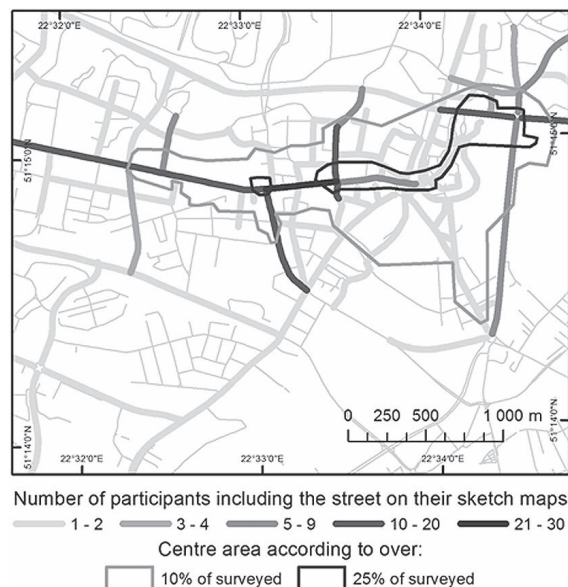 22°32'0"E 22°33'0"E 22°34'0"E
51°15'0"N 51°15'0"N
0 250 500 1 000 m
51°14'0"N 51°14'0"N
22°32'0"E 22°33'0"E 22°34'0"E
Number of participants including the street on their sketch maps
1 - 2 3 - 4 5 - 9 10 - 20 21 - 30
Centre area according to over:
10% of surveyed 25% of surveyed